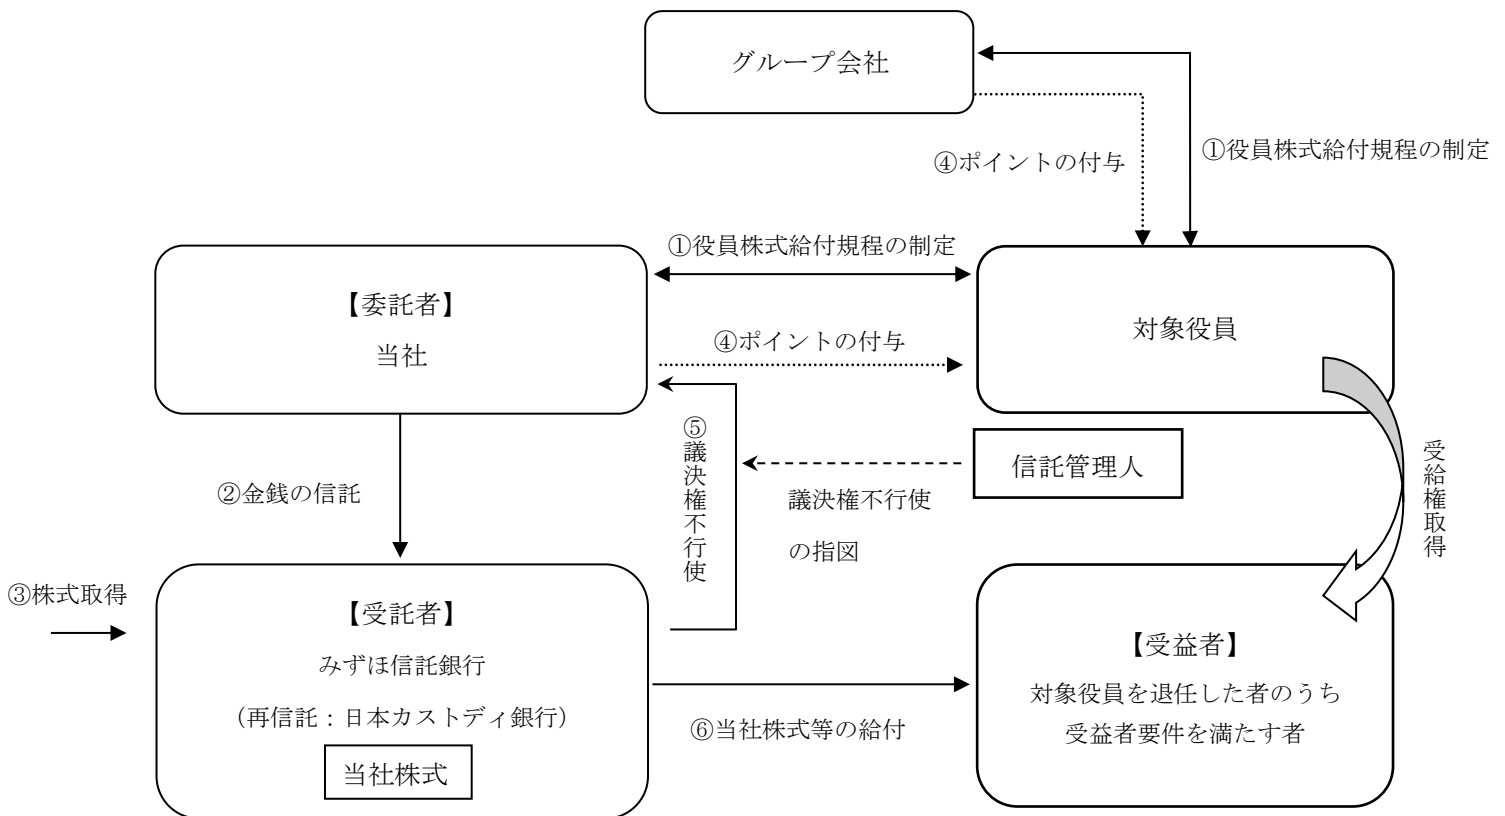 グループ会社
④ポイントの付与
①役員株式給付規程の制定
①役員株式給付規程の制定
【委託者】
当社
④ポイントの付与
対象役員
⑤議決権不行使
信託管理人
議決権不行使
の指図
受給権取得
②金銭の信託
③株式取得
【受託者】
みずほ信託銀行
（再信託：日本カストディ銀行）
当社株式
⑥当社株式等の給付
【受益者】
対象役員を退任した者のうち
受益者要件を満たす者